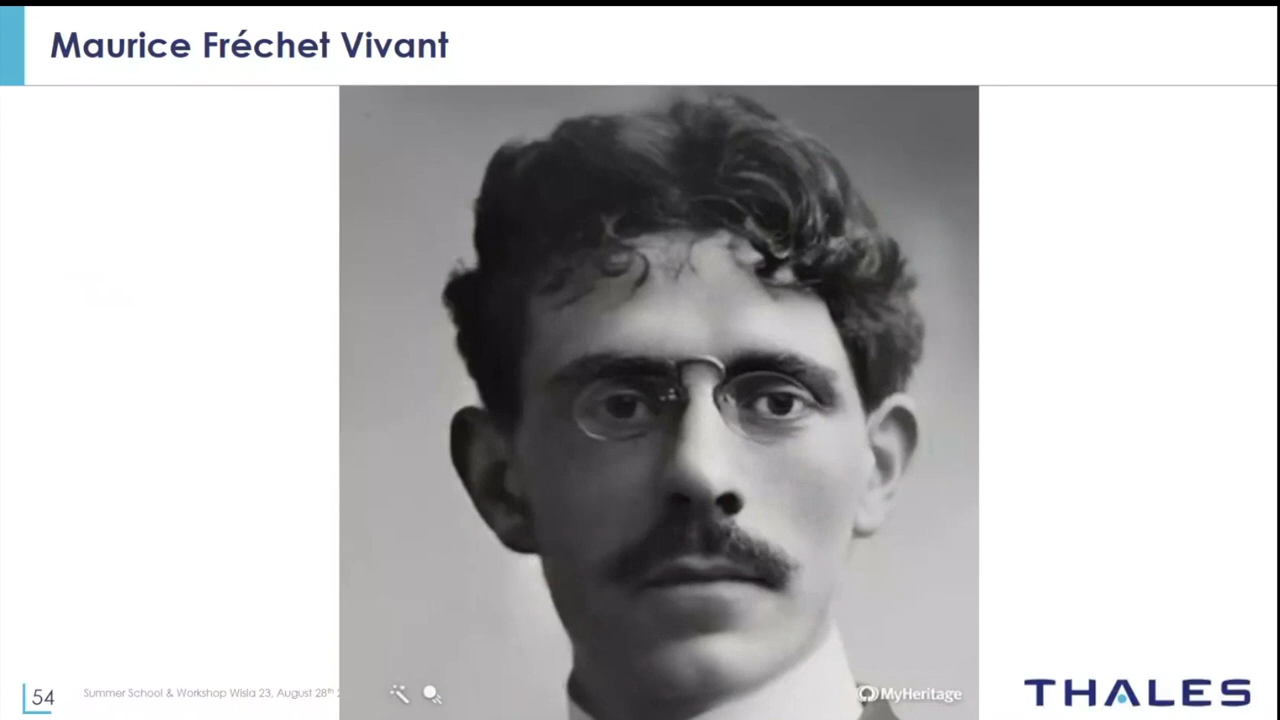 Maurice Fréchet Vivant
MyHeritage
54
Summer School & Workshop Wisla 23, August 28th
THALES